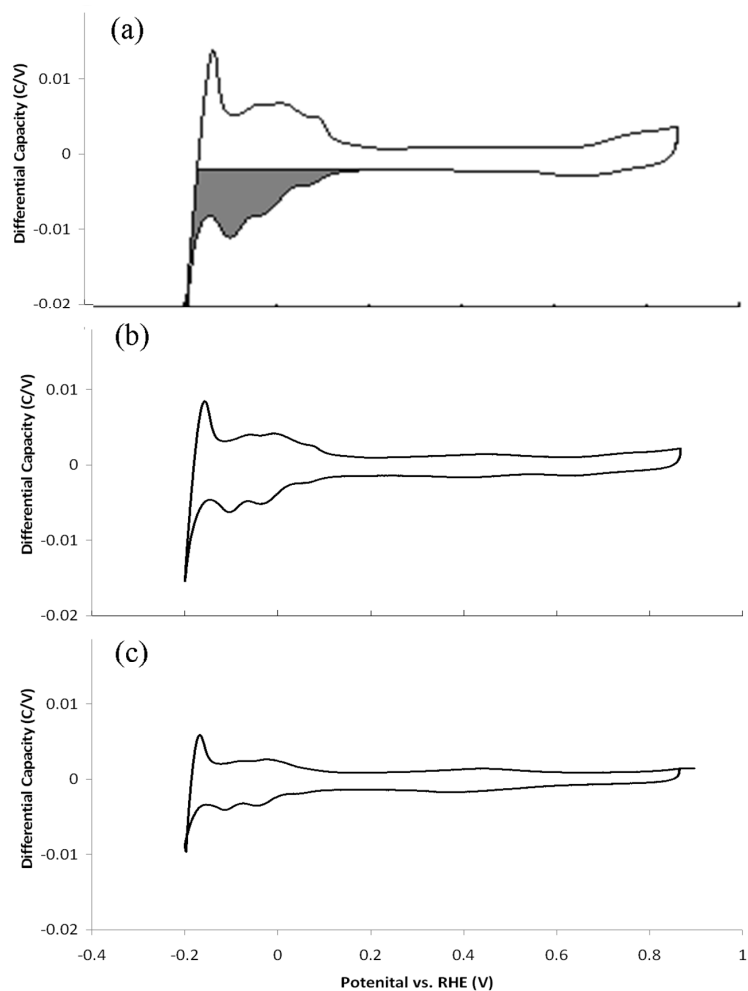 (a)
Differential Capacity (C/V)
0.01
0
-0.01
-0.02
(b)
Differential Capacity (C/V)
0.01
0
-0.01
-0.02
(c)
Differential Capacity (C/V)
0.01
0
-0.01
-0.02
-0.4 -0.2 0 0.2 0.4 0.6 0.8 1
Potenital vs. RHE (V)